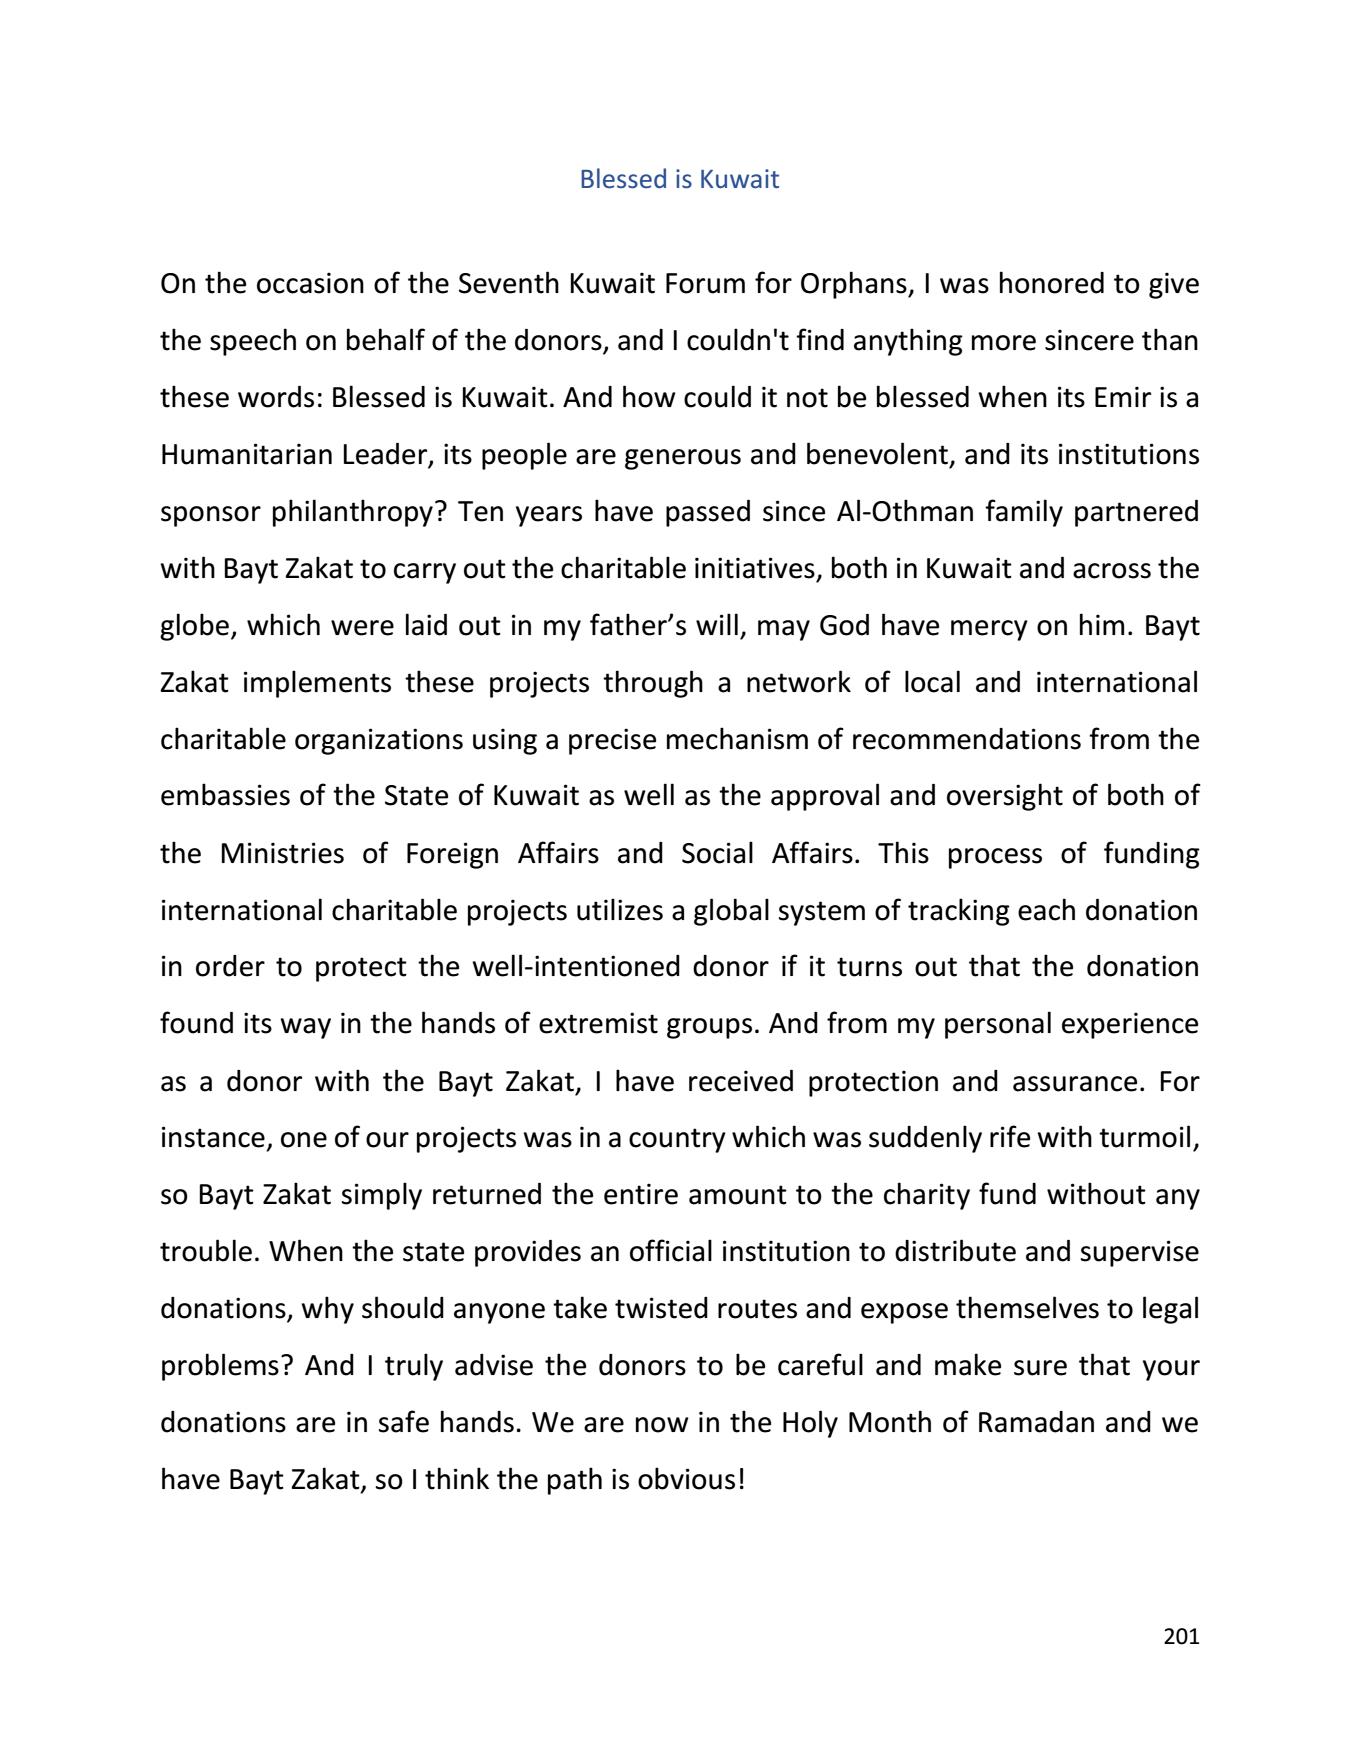 Blessed is Kuwait
On the occasion of the Seventh Kuwait Forum for Orphans, I was honored to give
the speech on behalf of the donors, and I couldn't find anything more sincere than
these words: Blessed is Kuwait. And how could it not be blessed when its Emir is a
Humanitarian Leader, its people are generous and benevolent, and its institutions
sponsor philanthropy? Ten years have passed since Al-Othman family partnered
with Bayt Zakat to carry out the charitable initiatives, both in Kuwait and across the
globe, which were laid out in my father’s will, may God have mercy on him. Bayt
Zakat implements these projects through a network of local and international
charitable organizations using a precise mechanism of recommendations from the
embassies of the State of Kuwait as well as the approval and oversight of both of
the Ministries of Foreign Affairs and Social Affairs. This process of funding
international charitable projects utilizes a global system of tracking each donation
in order to protect the well-intentioned donor if it turns out that the donation
found its way in the hands of extremist groups. And from my personal experience
as a donor with the Bayt Zakat, I have received protection and assurance. For
instance, one of our projects was in a country which was suddenly rife with turmoil,
so Bayt Zakat simply returned the entire amount to the charity fund without any
trouble. When the state provides an official institution to distribute and supervise
donations, why should anyone take twisted routes and expose themselves to legal
problems? And I truly advise the donors to be careful and make sure that your
donations are in safe hands. We are now in the Holy Month of Ramadan and we
have Bayt Zakat, so I think the path is obvious!
201